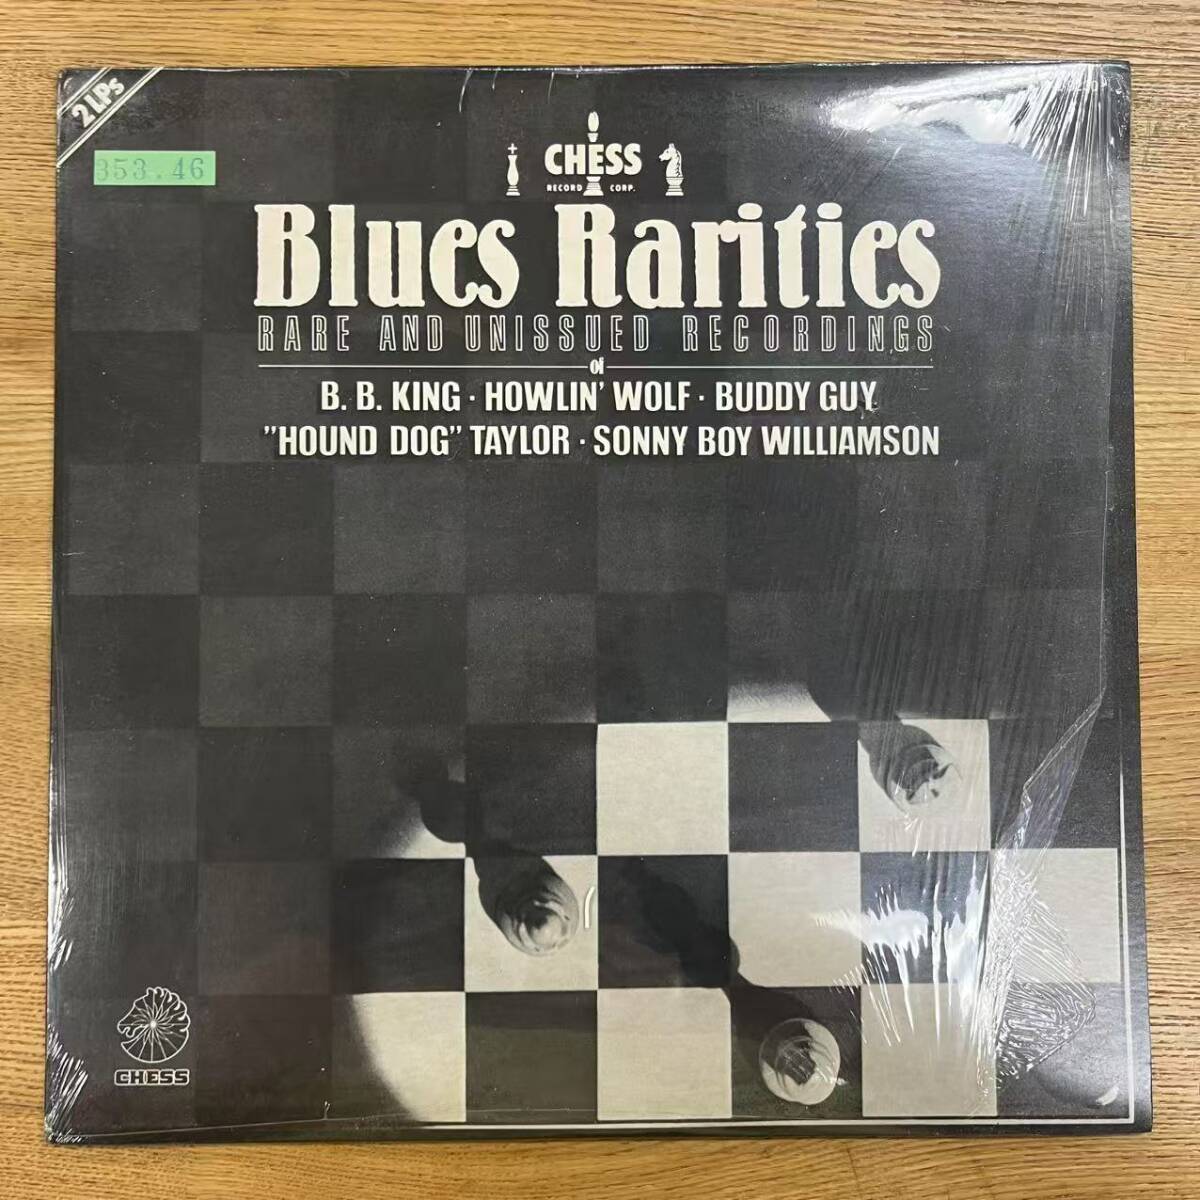 2 LPs
353.46
CHESS
RECORD CORP.
Blues Rarities
RARE AND UNISSUED RECORDINGS
of
B. B. KING · HOWLIN' WOLF · BUDDY GUY
"HOUND DOG" TAYLOR · SONNY BOY WILLIAMSON
CHESS